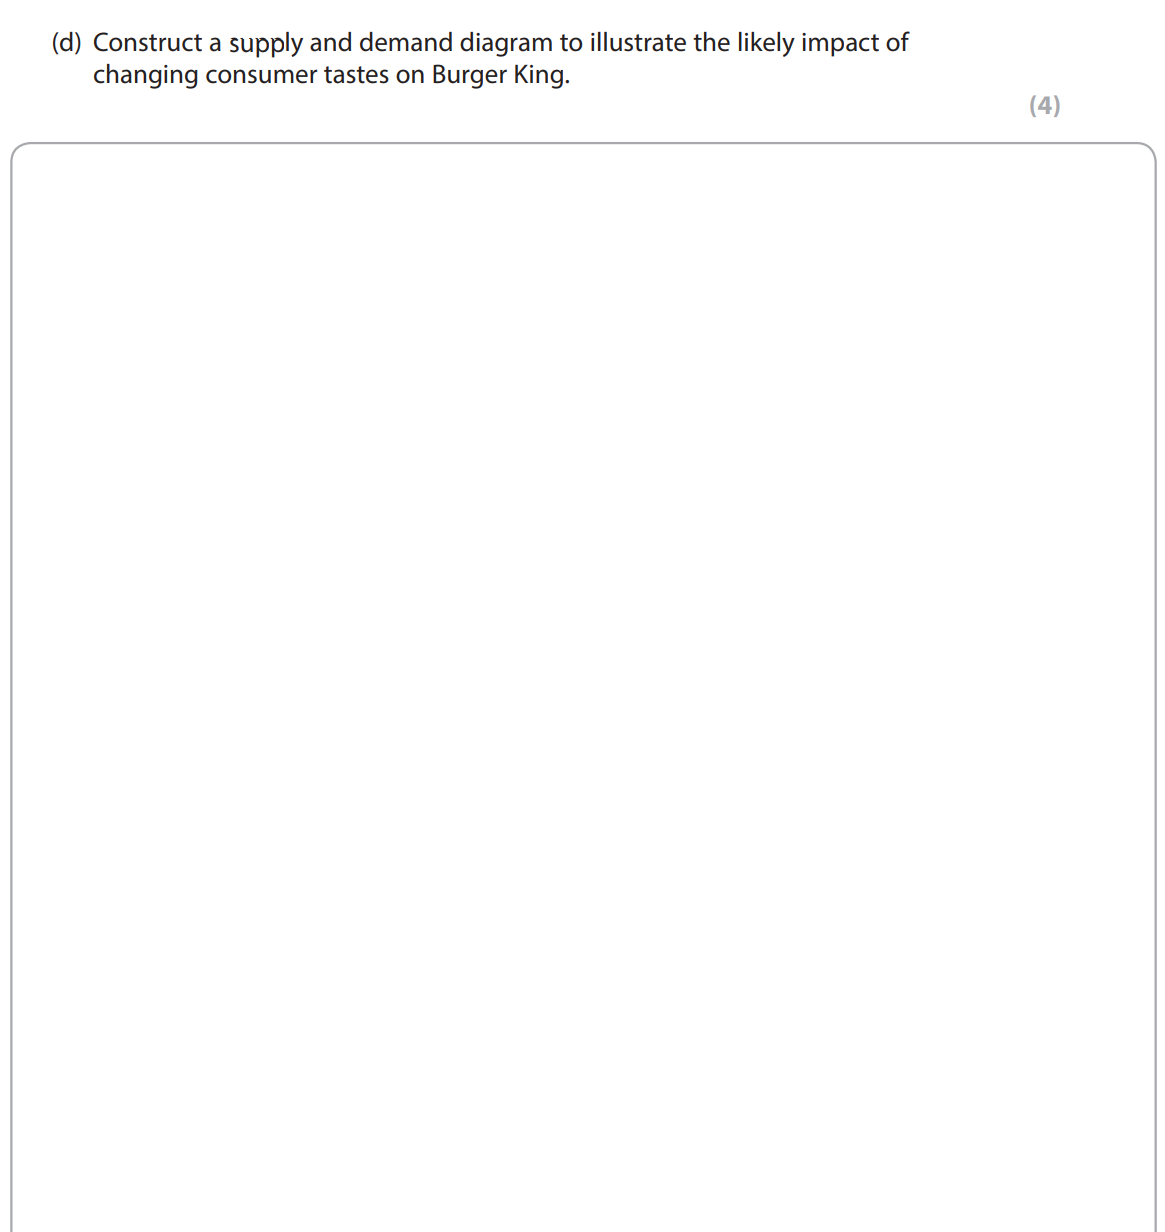 (d) Construct a supply and demand diagram to illustrate the likely impact of
changing consumer tastes on Burger King.
(4)